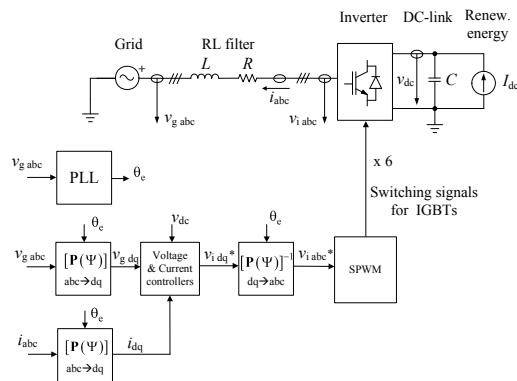 Inverter DC-link Renew. energy
Grid RL filter
L R
+
i_abc
v_g abc v_i abc
v_dc C I_dc
x 6
Switching signals for IGBTs
v_g abc PLL θ_e
θ_e v_dc θ_e
v_g abc [P(Ψ)] abc→dq v_g dq Voltage & Current controllers v_i dq* [P(Ψ)]⁻¹ dq→abc v_i abc* SPWM
θ_e
i_abc [P(Ψ)] abc→dq i_dq